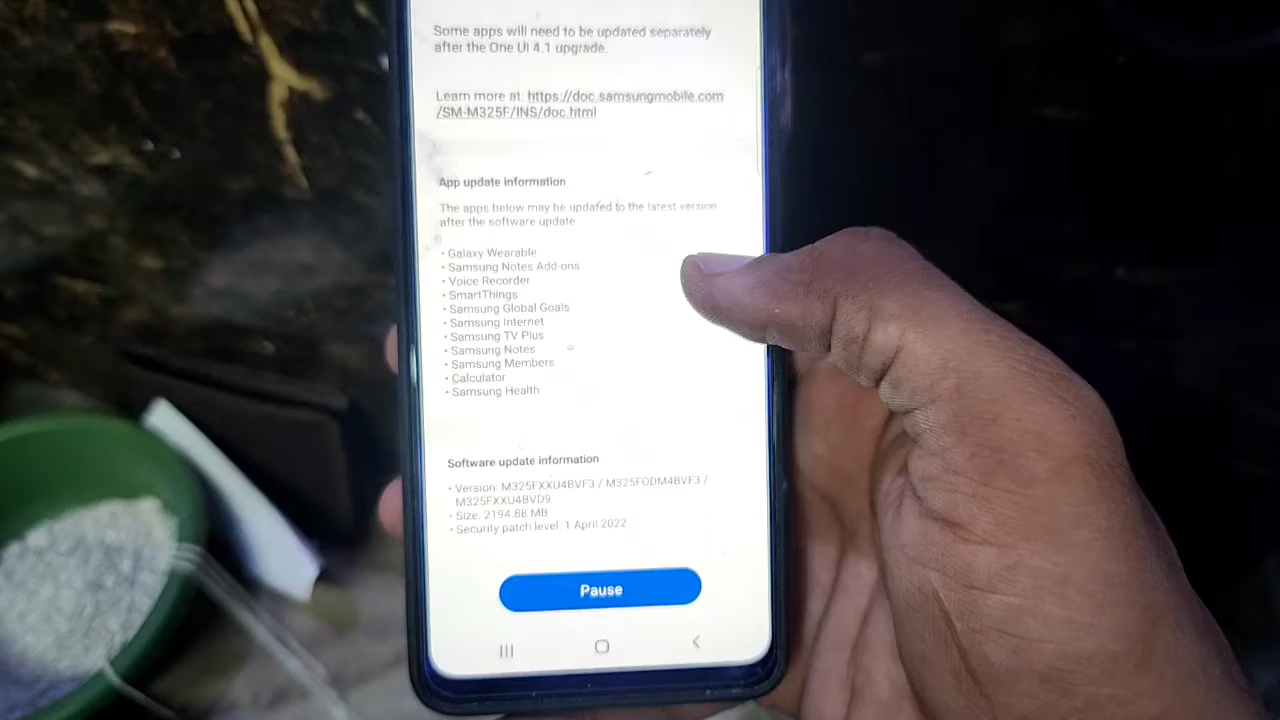 Some apps will need to be updated separately
after the One UI 4.1 upgrade.
Learn more at: https://doc.samsungmobile.com
/SM-M325F/INS/doc.html
App update information
The apps below may be updated to the latest version
after the software update
• Galaxy Wearable
• Samsung Notes Add-ons
• Voice Recorder
• SmartThings
• Samsung Global Goals
• Samsung Internet
• Samsung TV Plus
• Samsung Notes
• Samsung Members
• Calculator
• Samsung Health
Software update information
• Version: M325FXXU4BVF3 / M325FODM4BVF3 /
M325FXXU4BVD9
• Size: 2194.88 MB
• Security patch level: 1 April 2022
Pause